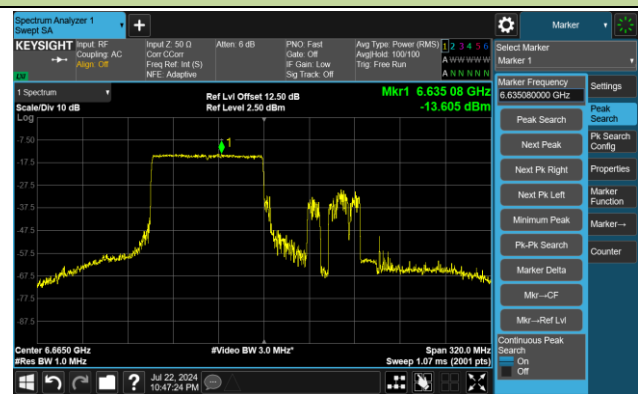 Spectrum Analyzer 1
Swept SA
+
Marker
KEYSIGHT
Input: RF
Coupling: AC
Align: Off
Input Z: 50 Ω
Corr CCorr
Freq Ref: Int (S)
NFE: Adaptive
Atten: 6 dB
PNO: Fast
Gate: Off
IF Gain: Low
Sig Track: Off
Avg Type: Power (RMS)
Avg|Hold: 100/100
Trig: Free Run
1 2 3 4 5 6
A W W W W W
A N N N N N
LV
Select Marker
Marker 1
1 Spectrum
Scale/Div 10 dB
Log
Ref Lvl Offset 12.50 dB
Ref Level 2.50 dBm
Mkr1 6.635 08 GHz
-13.605 dBm
1
-7.50
-17.5
-27.5
-37.5
-47.5
-57.5
-67.5
-77.5
-87.5
Center 6.6650 GHz
#Res BW 1.0 MHz
#Video BW 3.0 MHz*
Span 320.0 MHz
Sweep 1.07 ms (2001 pts)
Marker Frequency
6.635080000 GHz
Peak Search
Next Peak
Next Pk Right
Next Pk Left
Minimum Peak
Pk-Pk Search
Marker Delta
Mkr→CF
Mkr→Ref Lvl
Continuous Peak
Search
On
Off
Settings
Peak
Search
Pk Search
Config
Properties
Marker
Function
Marker→
Counter
Jul 22, 2024
10:47:24 PM